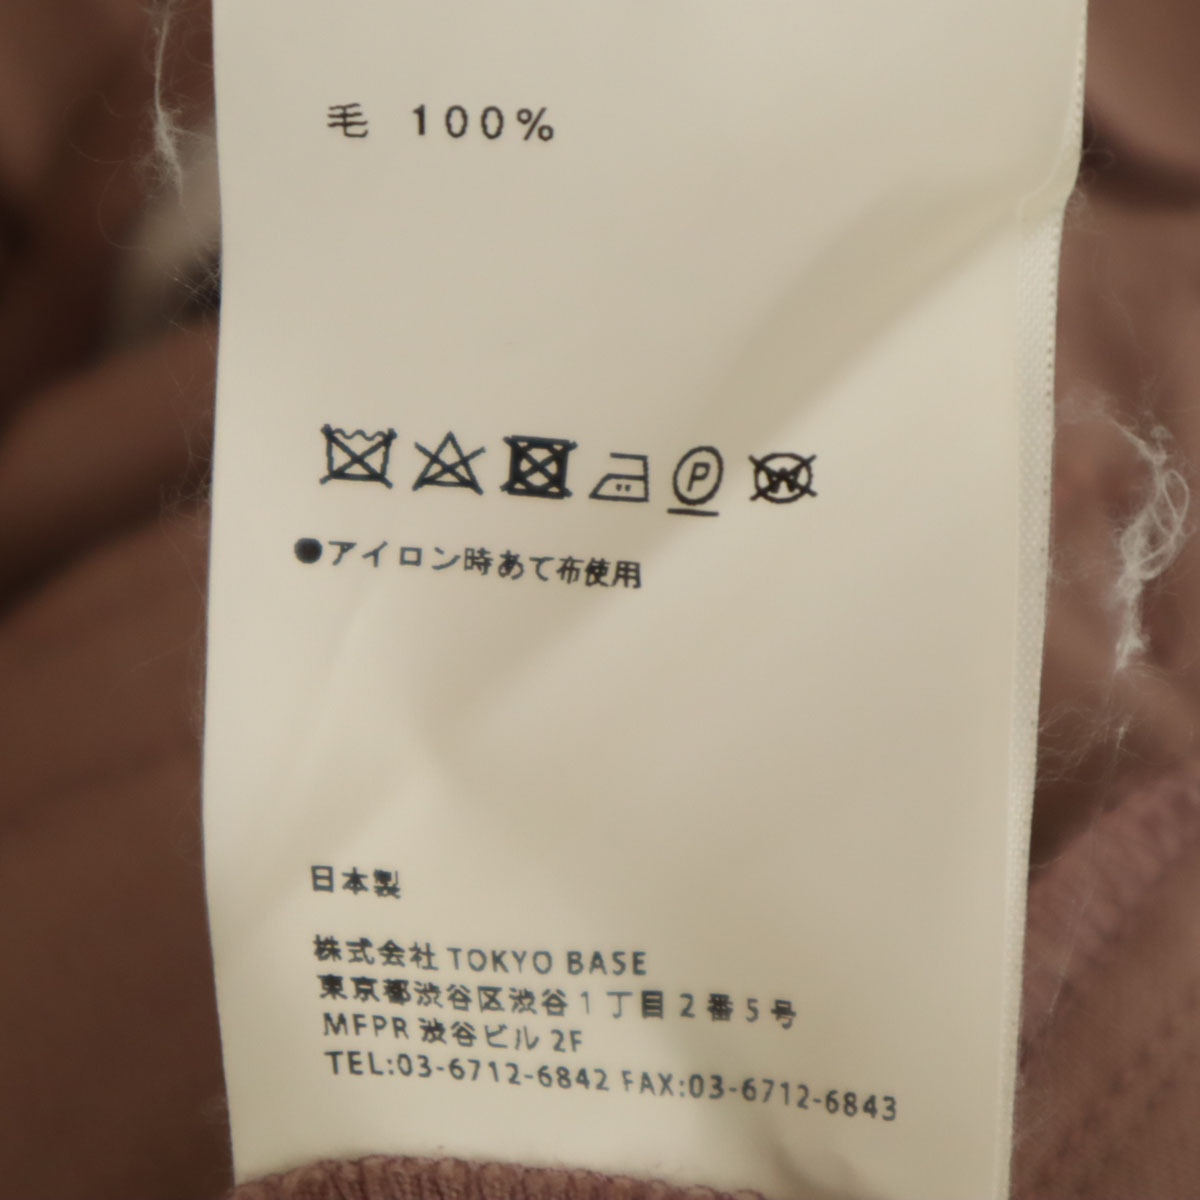 毛 100%
P W
●アイロン時あて布使用
日本製
株式会社 TOKYO BASE
東京都渋谷区渋谷1丁目2番5号
MFPR 渋谷ビル 2F
TEL:03-6712-6842 FAX:03-6712-6843